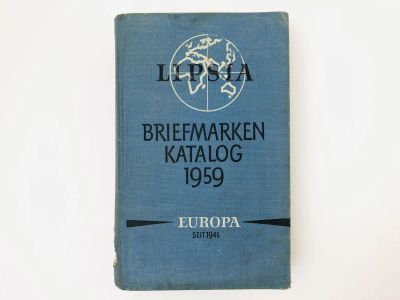 LIPSIA
BRIEFMARKEN
KATALOG
1959
EUROPA
SEIT 1945